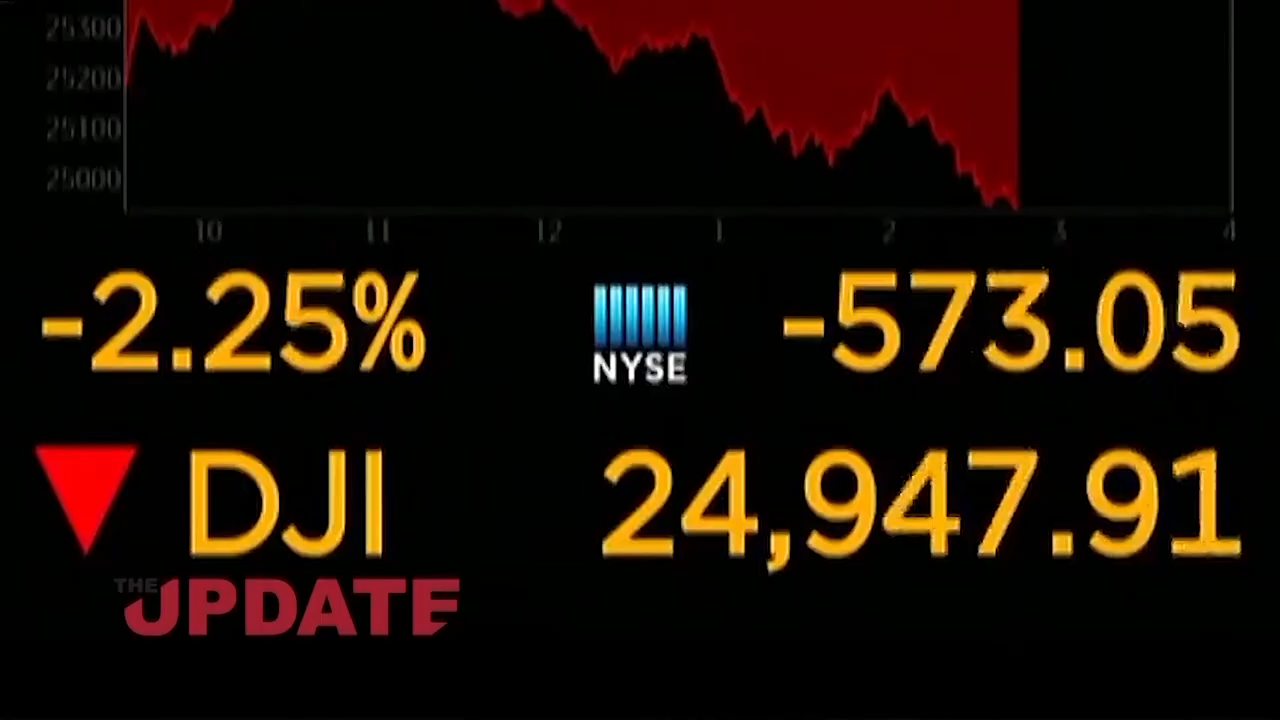 25300
25200
25100
25000
10 11 12 1 2 3 4
-2.25% NYSE -573.05
DJI 24,947.91
THE
UPDATE